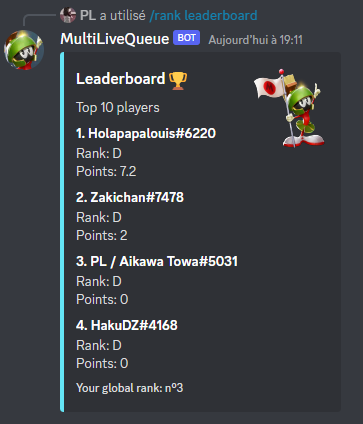 PL a utilisé /rank leaderboard
MultiLiveQueue BOT Aujourd'hui à 19:11
Leaderboard 🏆
Top 10 players
1. Holapapalouis#6220
Rank: D
Points: 7.2
2. Zakichan#7478
Rank: D
Points: 2
3. PL / Aikawa Towa#5031
Rank: D
Points: 0
4. HakuDZ#4168
Rank: D
Points: 0
Your global rank: nº3